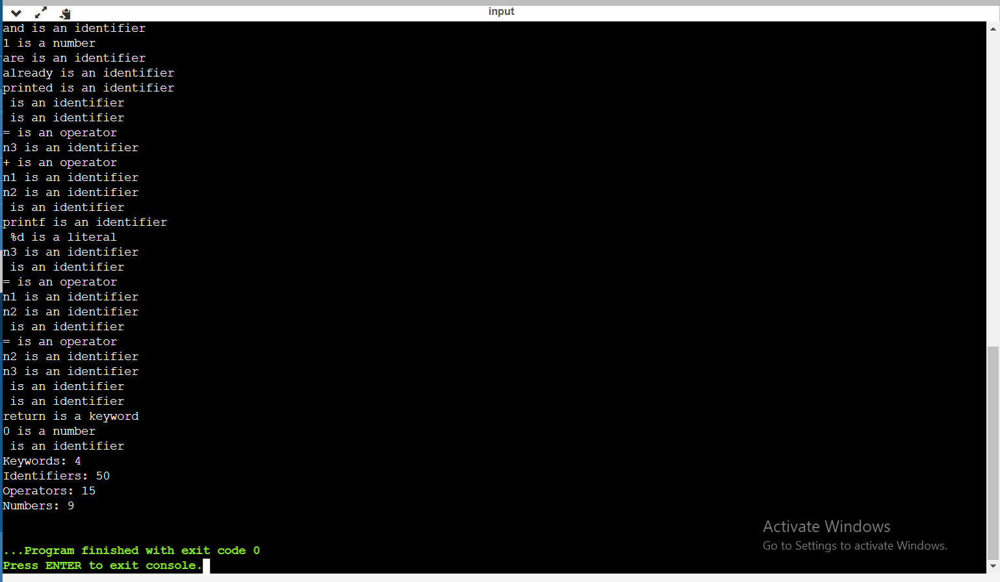 input
and is an identifier
1 is a number
are is an identifier
already is an identifier
printed is an identifier
 is an identifier
 is an identifier
= is an operator
n3 is an identifier
+ is an operator
n1 is an identifier
n2 is an identifier
 is an identifier
printf is an identifier
 %d is a literal
n3 is an identifier
 is an identifier
= is an operator
n1 is an identifier
n2 is an identifier
 is an identifier
= is an operator
n2 is an identifier
n3 is an identifier
 is an identifier
 is an identifier
return is a keyword
0 is a number
 is an identifier
Keywords: 4
Identifiers: 50
Operators: 15
Numbers: 9
...Program finished with exit code 0
Press ENTER to exit console.
Activate Windows
Go to Settings to activate Windows.